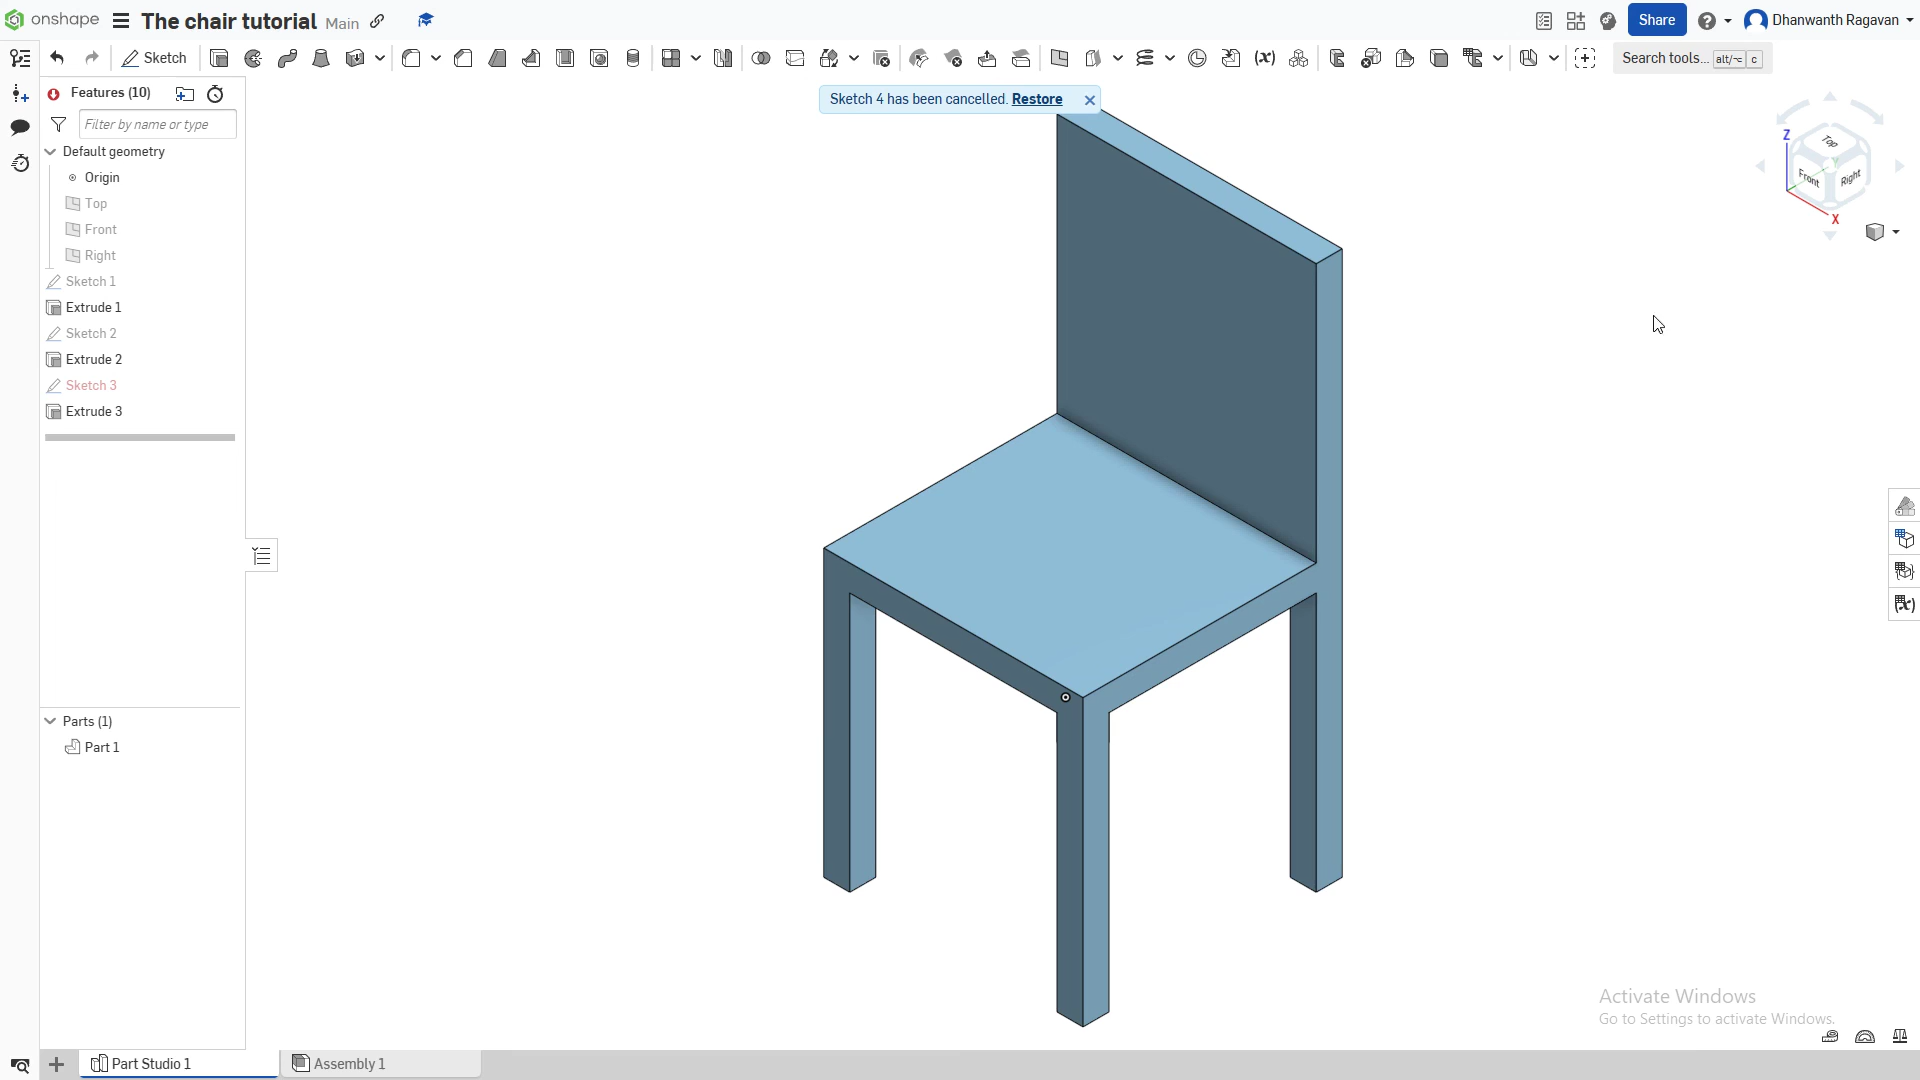 onshape The chair tutorial Main Share Dhanwanth Ragavan
Sketch Search tools... alt/⌥ c
Features (10)
Sketch 4 has been cancelled. Restore
Filter by name or type
Default geometry
Origin
Top
Front
Right
Sketch 1
Extrude 1
Sketch 2
Extrude 2
Sketch 3
Extrude 3
Z
Top
Front Right
X
Parts (1)
Part 1
Activate Windows
Go to Settings to activate Windows.
Part Studio 1 Assembly 1